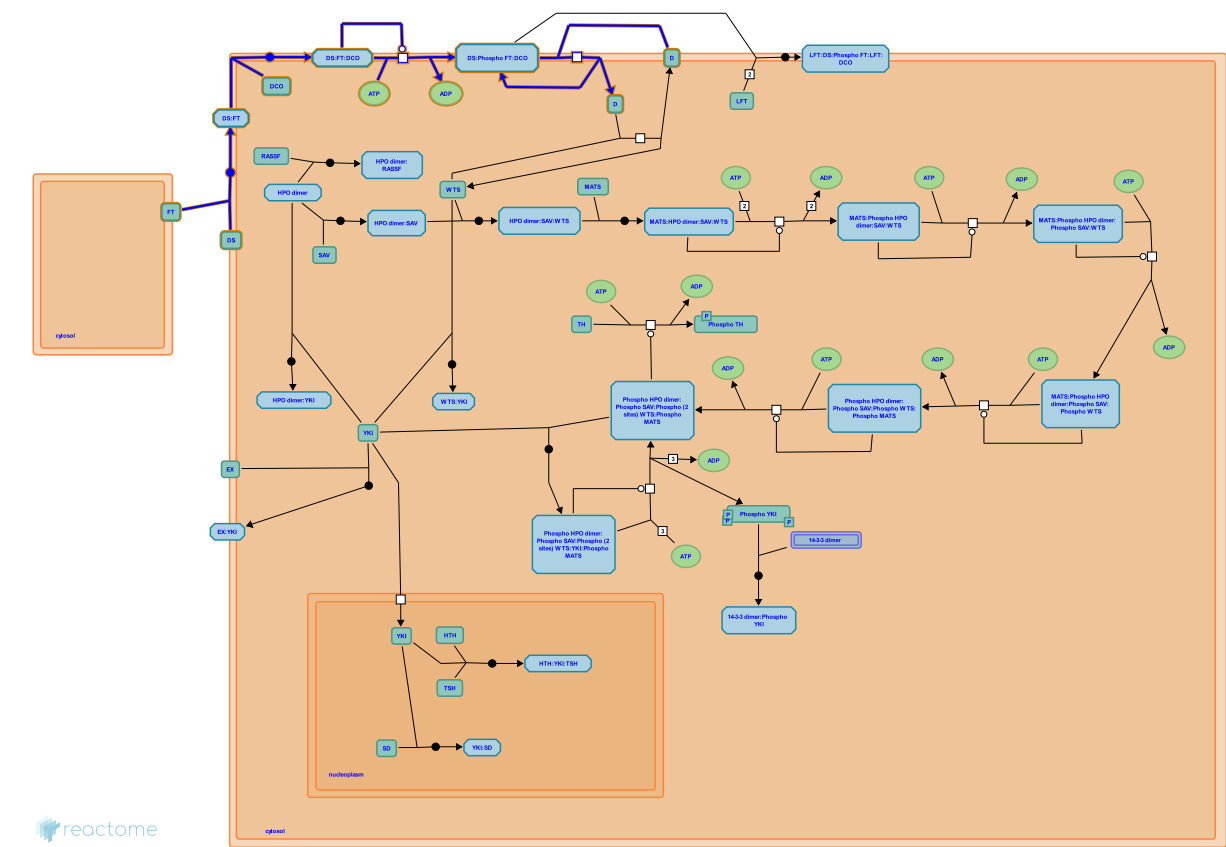 DS:FT:DCO
DS:Phospho FT:DCO
D
LFT:DS:Phospho FT:LFT:
DCO
DCO
ATP
ADP
2
LFT
D
DS:FT
RASSF
HPO dimer:
RASSF
HPO dimer
WTS
MATS
ATP
ADP
ATP
ADP
ATP
2
2
FT
DS
SAV
HPO dimer:SAV
HPO dimer:SAV:WTS
MATS:HPO dimer:SAV:WTS
MATS:Phospho HPO
dimer:SAV:WTS
MATS:Phospho HPO dimer:
Phospho SAV:WTS
ATP
ADP
TH
P
Phospho TH
cytosol
ADP
ADP
ATP
ADP
ATP
HPO dimer:YKI
WTS:YKI
Phospho HPO dimer:
Phospho SAV:Phospho (2
sites) WTS:Phospho
MATS
Phospho HPO dimer:
Phospho SAV:Phospho WTS:
Phospho MATS
MATS:Phospho HPO
dimer:Phospho SAV:
Phospho WTS
YKI
EX
3
ADP
EX:YKI
Phospho HPO dimer:
Phospho SAV:Phospho (2
sites) WTS:YKI:Phospho
MATS
3
ATP
P
P
Phospho YKI
P
14-3-3 dimer
14-3-3 dimer:Phospho
YKI
YKI
HTH
HTH:YKI:TSH
TSH
SD
YKI:SD
nucleoplasm
cytosol
reactome